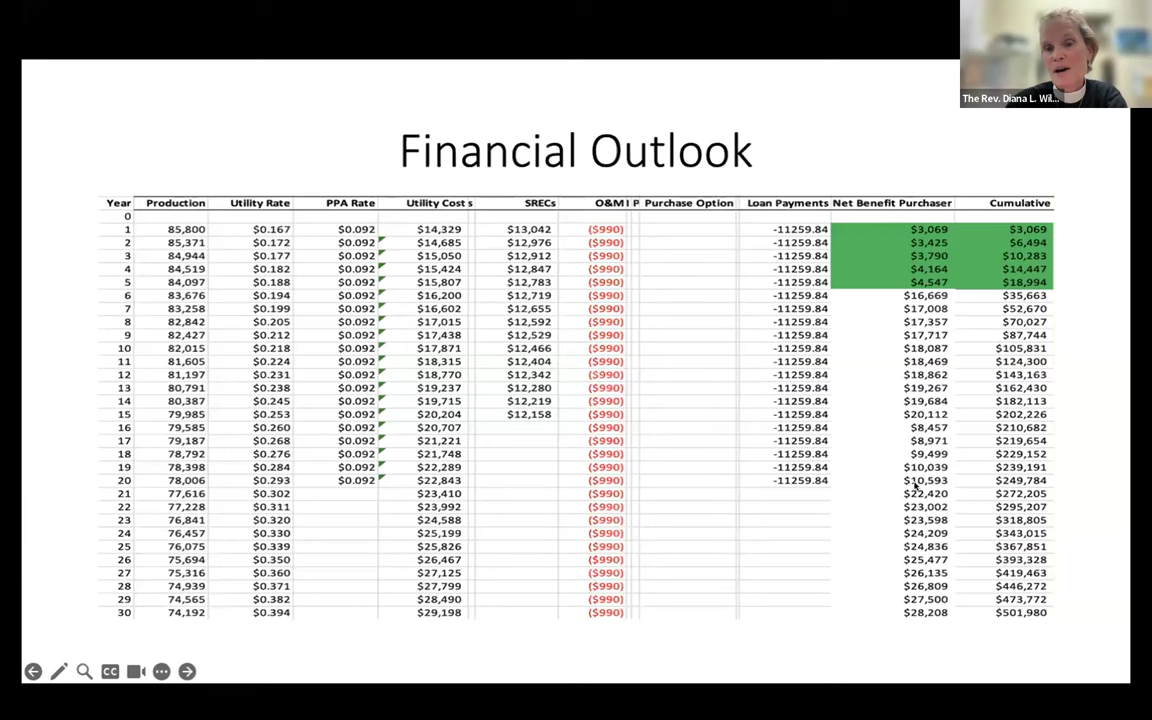 The Rev. Diana L. Wil...
Financial Outlook
Year Production Utility Rate PPA Rate Utility Cost s SRECs O&M I P Purchase Option Loan Payments Net Benefit Purchaser Cumulative
0
1 85,800 $0.167 $0.092 $14,329 $13,042 ($990) -11259.84 $3,069 $3,069
2 85,371 $0.172 $0.092 $14,685 $12,976 ($990) -11259.84 $3,425 $6,494
3 84,944 $0.177 $0.092 $15,050 $12,912 ($990) -11259.84 $3,790 $10,283
4 84,519 $0.182 $0.092 $15,424 $12,847 ($990) -11259.84 $4,164 $14,447
5 84,097 $0.188 $0.092 $15,807 $12,783 ($990) -11259.84 $4,547 $18,994
6 83,676 $0.194 $0.092 $16,200 $12,719 ($990) -11259.84 $16,669 $35,663
7 83,258 $0.199 $0.092 $16,602 $12,655 ($990) -11259.84 $17,008 $52,670
8 82,842 $0.205 $0.092 $17,015 $12,592 ($990) -11259.84 $17,357 $70,027
9 82,427 $0.212 $0.092 $17,438 $12,529 ($990) -11259.84 $17,717 $87,744
10 82,015 $0.218 $0.092 $17,871 $12,466 ($990) -11259.84 $18,087 $105,831
11 81,605 $0.224 $0.092 $18,315 $12,404 ($990) -11259.84 $18,469 $124,300
12 81,197 $0.231 $0.092 $18,770 $12,342 ($990) -11259.84 $18,862 $143,163
13 80,791 $0.238 $0.092 $19,237 $12,280 ($990) -11259.84 $19,267 $162,430
14 80,387 $0.245 $0.092 $19,715 $12,219 ($990) -11259.84 $19,684 $182,113
15 79,985 $0.253 $0.092 $20,204 $12,158 ($990) -11259.84 $20,112 $202,226
16 79,585 $0.260 $0.092 $20,707 ($990) -11259.84 $8,457 $210,682
17 79,187 $0.268 $0.092 $21,221 ($990) -11259.84 $8,971 $219,654
18 78,792 $0.276 $0.092 $21,748 ($990) -11259.84 $9,499 $229,152
19 78,398 $0.284 $0.092 $22,289 ($990) -11259.84 $10,039 $239,191
20 78,006 $0.293 $0.092 $22,843 ($990) -11259.84 $10,593 $249,784
21 77,616 $0.302 $23,410 ($990) $22,420 $272,205
22 77,228 $0.311 $23,992 ($990) $23,002 $295,207
23 76,841 $0.320 $24,588 ($990) $23,598 $318,805
24 76,457 $0.330 $25,199 ($990) $24,209 $343,015
25 76,075 $0.339 $25,826 ($990) $24,836 $367,851
26 75,694 $0.350 $26,467 ($990) $25,477 $393,328
27 75,316 $0.360 $27,125 ($990) $26,135 $419,463
28 74,939 $0.371 $27,799 ($990) $26,809 $446,272
29 74,565 $0.382 $28,490 ($990) $27,500 $473,772
30 74,192 $0.394 $29,198 ($990) $28,208 $501,980
CC